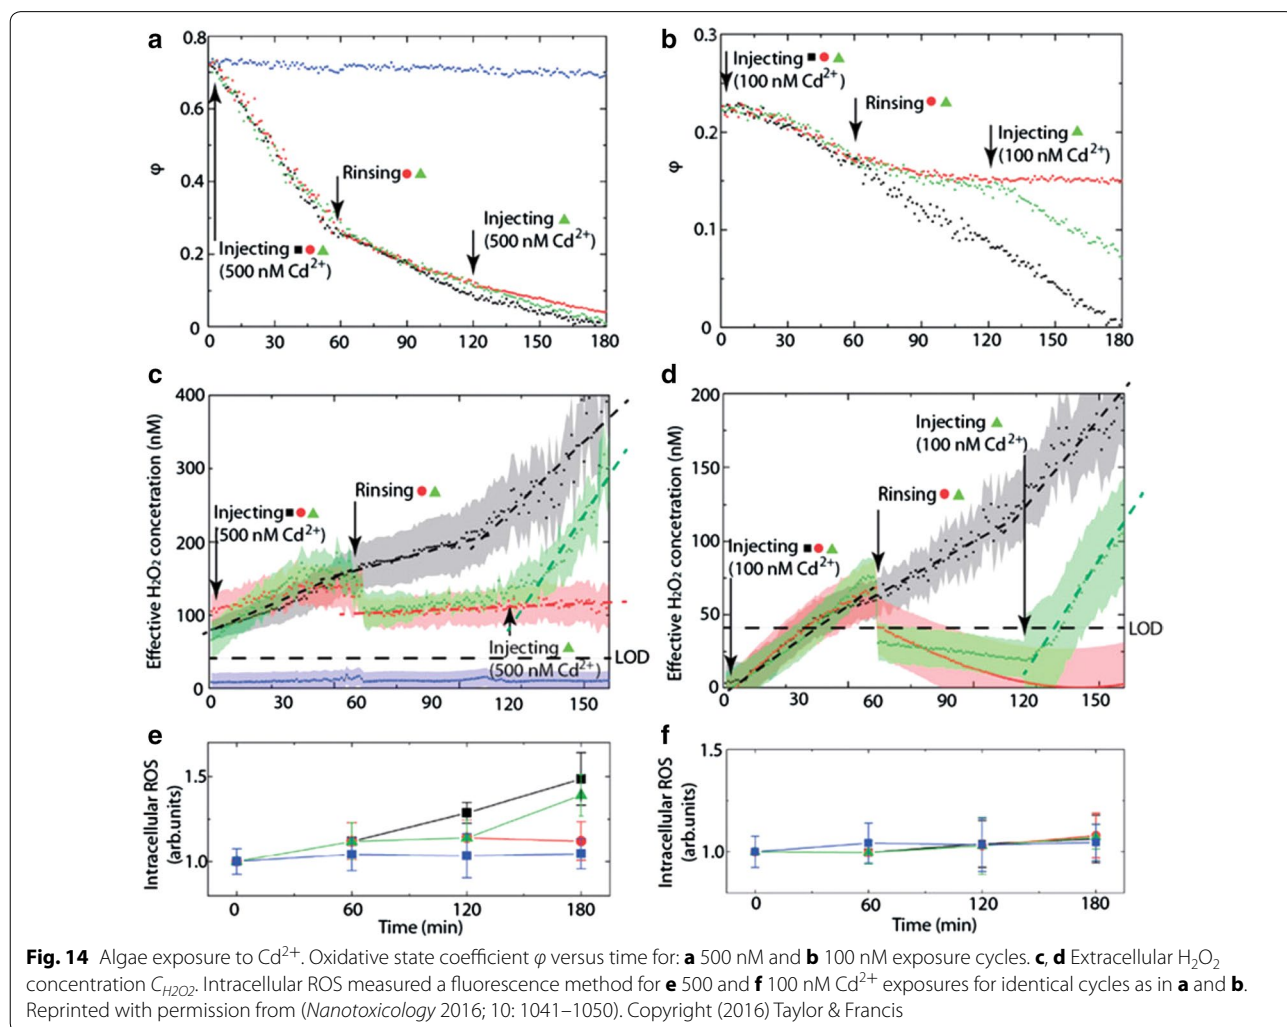 a
0.8
0.6
0.4
0.2
0
φ
Injecting
(500 nM Cd2+)
Rinsing
Injecting
(500 nM Cd2+)
0 30 60 90 120 150 180
b
0.3
0.2
0.1
0
φ
Injecting
(100 nM Cd2+)
Rinsing
Injecting
(100 nM Cd2+)
0 30 60 90 120 150 180
c
400
300
200
100
0
Effective H2O2 concetration (nM)
Injecting
(500 nM Cd2+)
Rinsing
Injecting
(500 nM Cd2+)
LOD
0 30 60 90 120 150
d
200
150
100
50
0
Effective H2O2 concetration (nM)
Injecting
(100 nM Cd2+)
Rinsing
Injecting
(100 nM Cd2+)
LOD
0 30 60 90 120 150
e
1.5
1.0
Intracellular ROS
(arb.units)
0 60 120 180
Time (min)
f
1.5
1.0
Intracellular ROS
(arb.units)
0 60 120 180
Time (min)
Fig. 14 Algae exposure to Cd2+. Oxidative state coefficient φ versus time for: a 500 nM and b 100 nM exposure cycles. c, d Extracellular H2O2
concentration CH2O2. Intracellular ROS measured a fluorescence method for e 500 and f 100 nM Cd2+ exposures for identical cycles as in a and b.
Reprinted with permission from (Nanotoxicology 2016; 10: 1041–1050). Copyright (2016) Taylor & Francis